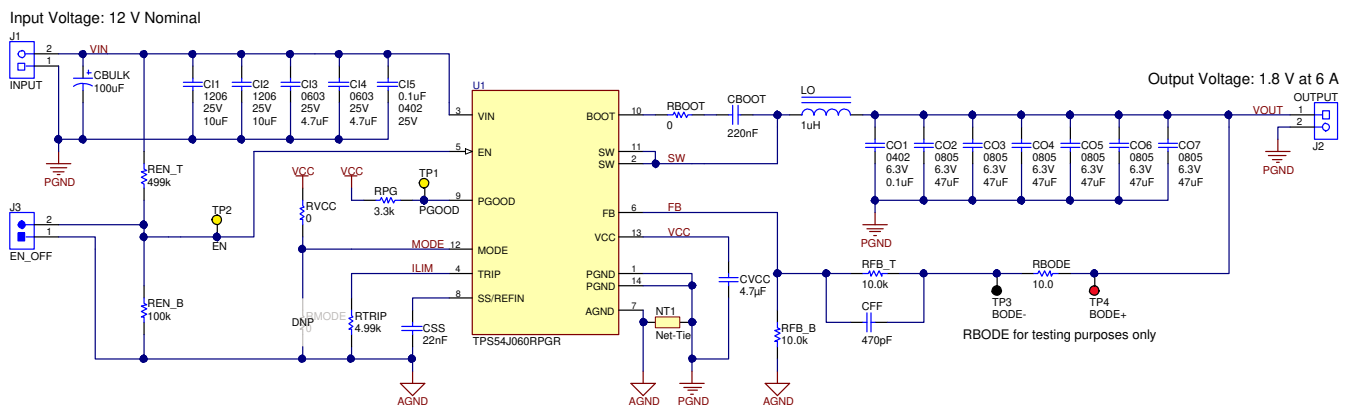 Input Voltage: 12 V Nominal
J1
2
1
INPUT
VIN
CBULK
100uF
+
CI1
1206
25V
10uF
CI2
1206
25V
10uF
CI3
0603
25V
4.7uF
CI4
0603
25V
4.7uF
CI5
0.1uF
0402
25V
PGND
REN_T
499k
J3
2
1
EN_OFF
TP2
EN
REN_B
100k
VCC
RVCC
0
VCC
RPG
3.3k
TP1
PGOOD
MODE
ILIM
DNP
RMODE
0
RTRIP
4.99k
CSS
22nF
AGND
U1
3
VIN
5
EN
9
PGOOD
12
MODE
4
TRIP
8
SS/REFIN
BOOT
10
SW
11
SW
2
FB
6
VCC
13
PGND
1
PGND
14
AGND
7
TPS54J060RPGR
RBOOT
0
CBOOT
220nF
SW
FB
VCC
CVCC
4.7µF
NT1
Net-Tie
AGND
PGND
LO
1uH
CO1
0402
6.3V
0.1uF
CO2
0805
6.3V
47uF
CO3
0805
6.3V
47uF
CO4
0805
6.3V
47uF
CO5
0805
6.3V
47uF
CO6
0805
6.3V
47uF
CO7
0805
6.3V
47uF
PGND
Output Voltage: 1.8 V at 6 A
OUTPUT
VOUT
1
2
J2
PGND
RFB_T
10.0k
CFF
470pF
RFB_B
10.0k
AGND
RBODE
10.0
TP3
BODE-
TP4
BODE+
RBODE for testing purposes only